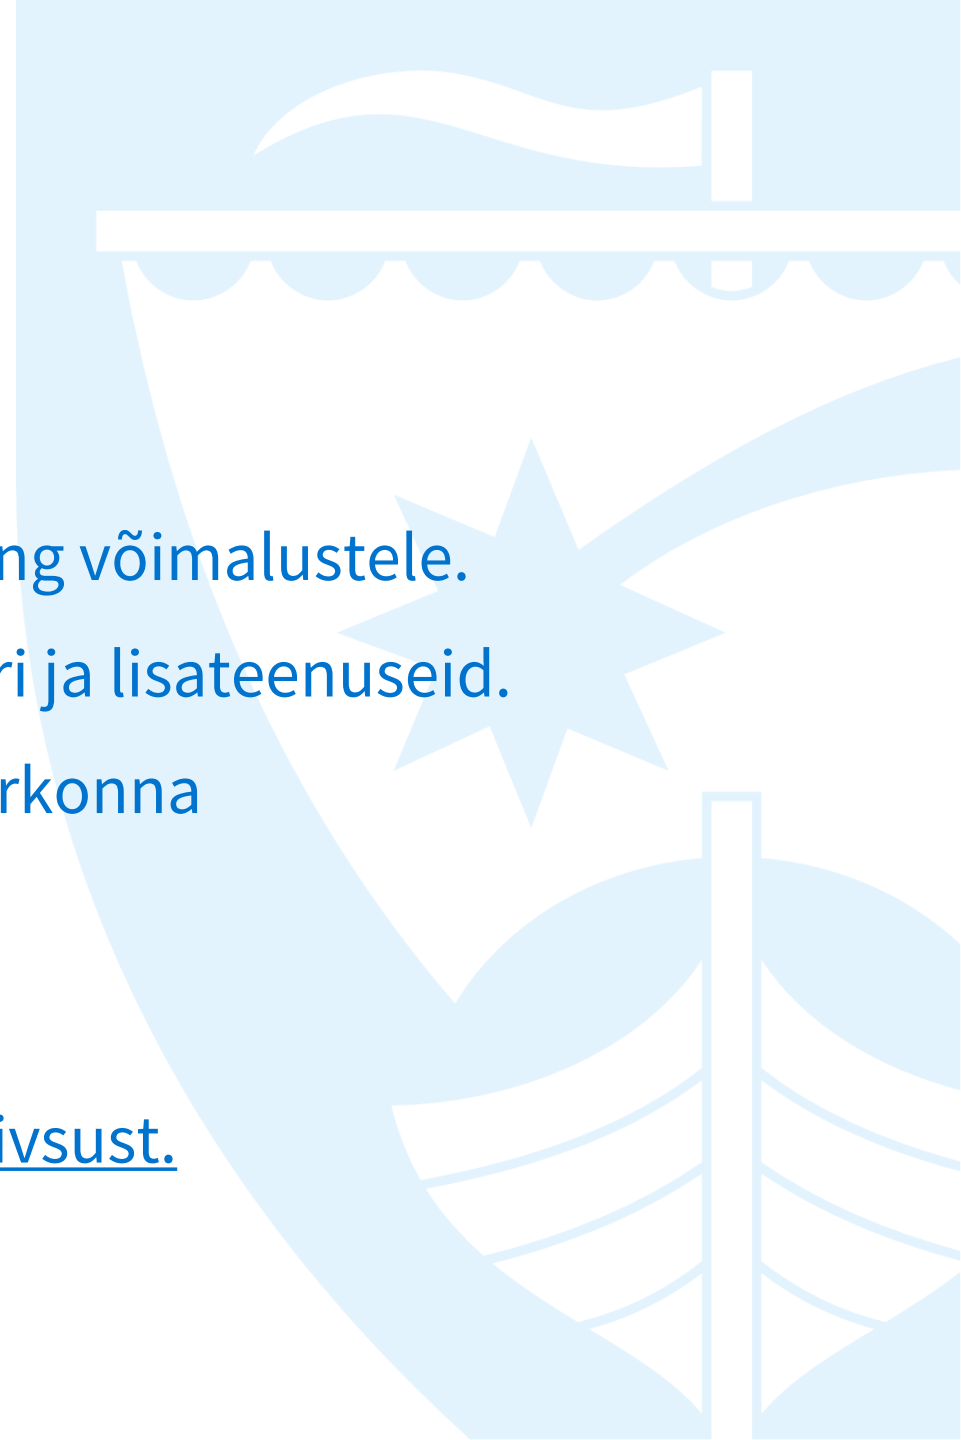 ng võimalustele.
ri ja lisateenuseid.
rkonna
ivsust.